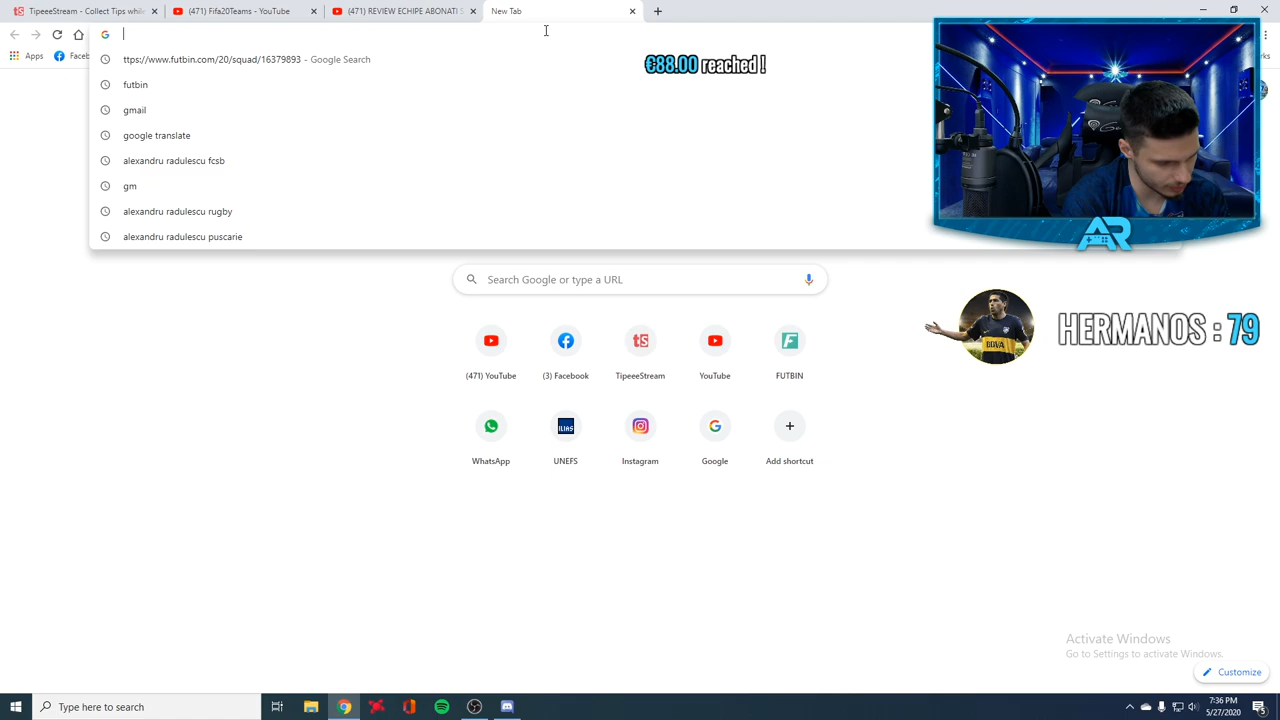 TipeeeStream - Collect Tips while
(471) Fifa20Teams - YouTube
(471) REVIEW ECHIPE ABONATI S
New Tab
Apps
Faceb
ttps://www.futbin.com/20/squad/16379893 - Google Search
futbin
gmail
google translate
alexandru radulescu fcsb
gm
alexandru radulescu rugby
alexandru radulescu puscarie
€88.00 reached !
AR
Search Google or type a URL
HERMANOS : 79
(471) YouTube
(3) Facebook
TipeeeStream
YouTube
FUTBIN
WhatsApp
UNEFS
Instagram
Google
Add shortcut
Activate Windows
Go to Settings to activate Windows.
Customize
Type here to search
7:36 PM
5/27/2020